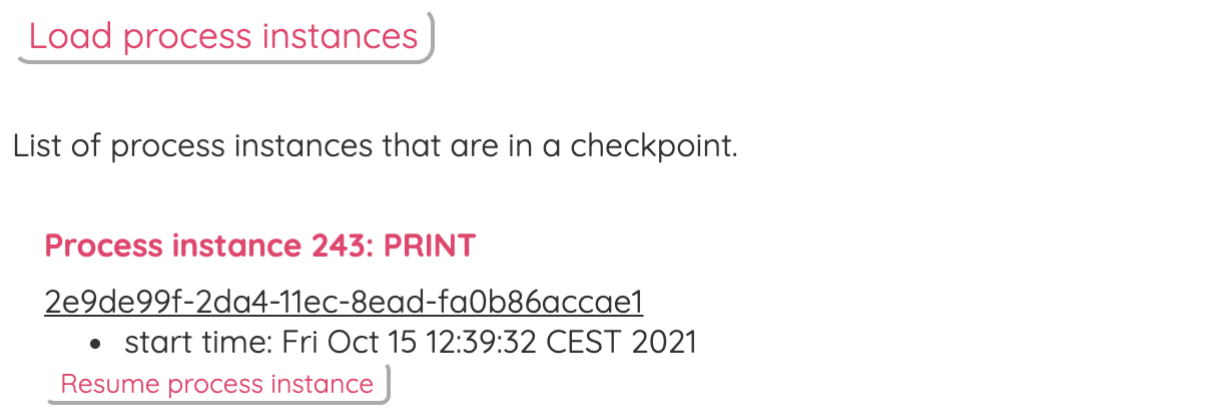 Load process instances
List of process instances that are in a checkpoint.
Process instance 243: PRINT
2e9de99f-2da4-11ec-8ead-fa0b86accae1
• start time: Fri Oct 15 12:39:32 CEST 2021
Resume process instance